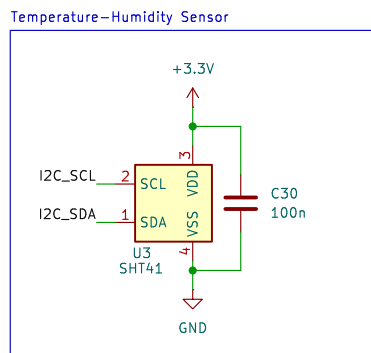 Temperature-Humidity Sensor
+3.3V
3
VDD
I2C_SCL 2 SCL
I2C_SDA 1 SDA
C30
100n
VSS
4
U3
SHT41
GND